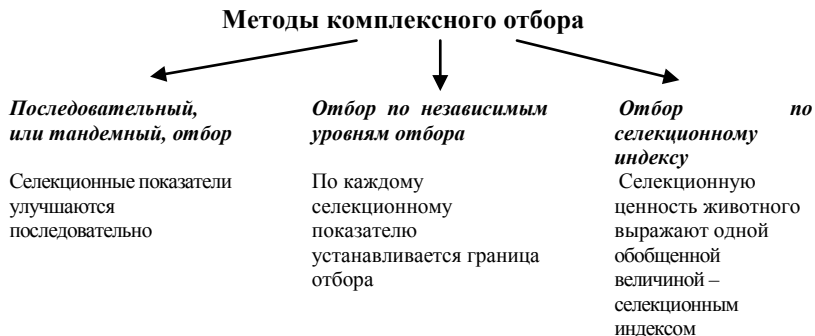 Методы комплексного отбора
Последовательный,
или тандемный, отбор
Селекционные показатели
улучшаются
последовательно
Отбор по независимым
уровням отбора
По каждому
селекционному
показателю
устанавливается граница
отбора
Отбор по
селекционному
индексу
Селекционную
ценность животного
выражают одной
обобщенной
величиной –
селекционным
индексом